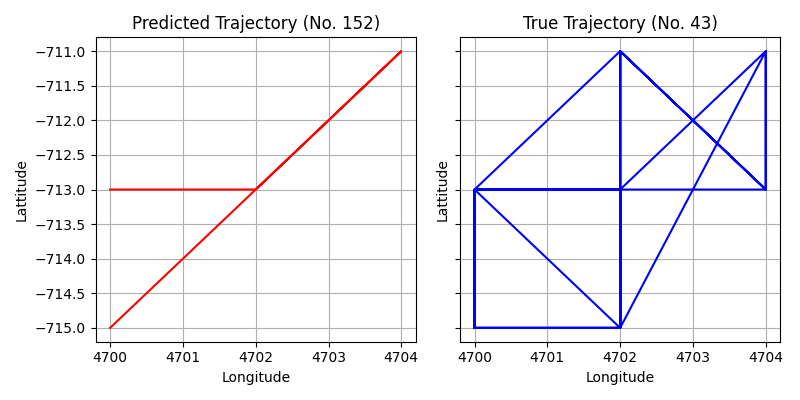 Predicted Trajectory (No. 152)
True Trajectory (No. 43)
−711.0
−711.5
−712.0
−712.5
−713.0
−713.5
−714.0
−714.5
−715.0
Lattitude
Lattitude
4700 4701 4702 4703 4704
4700 4701 4702 4703 4704
Longitude
Longitude